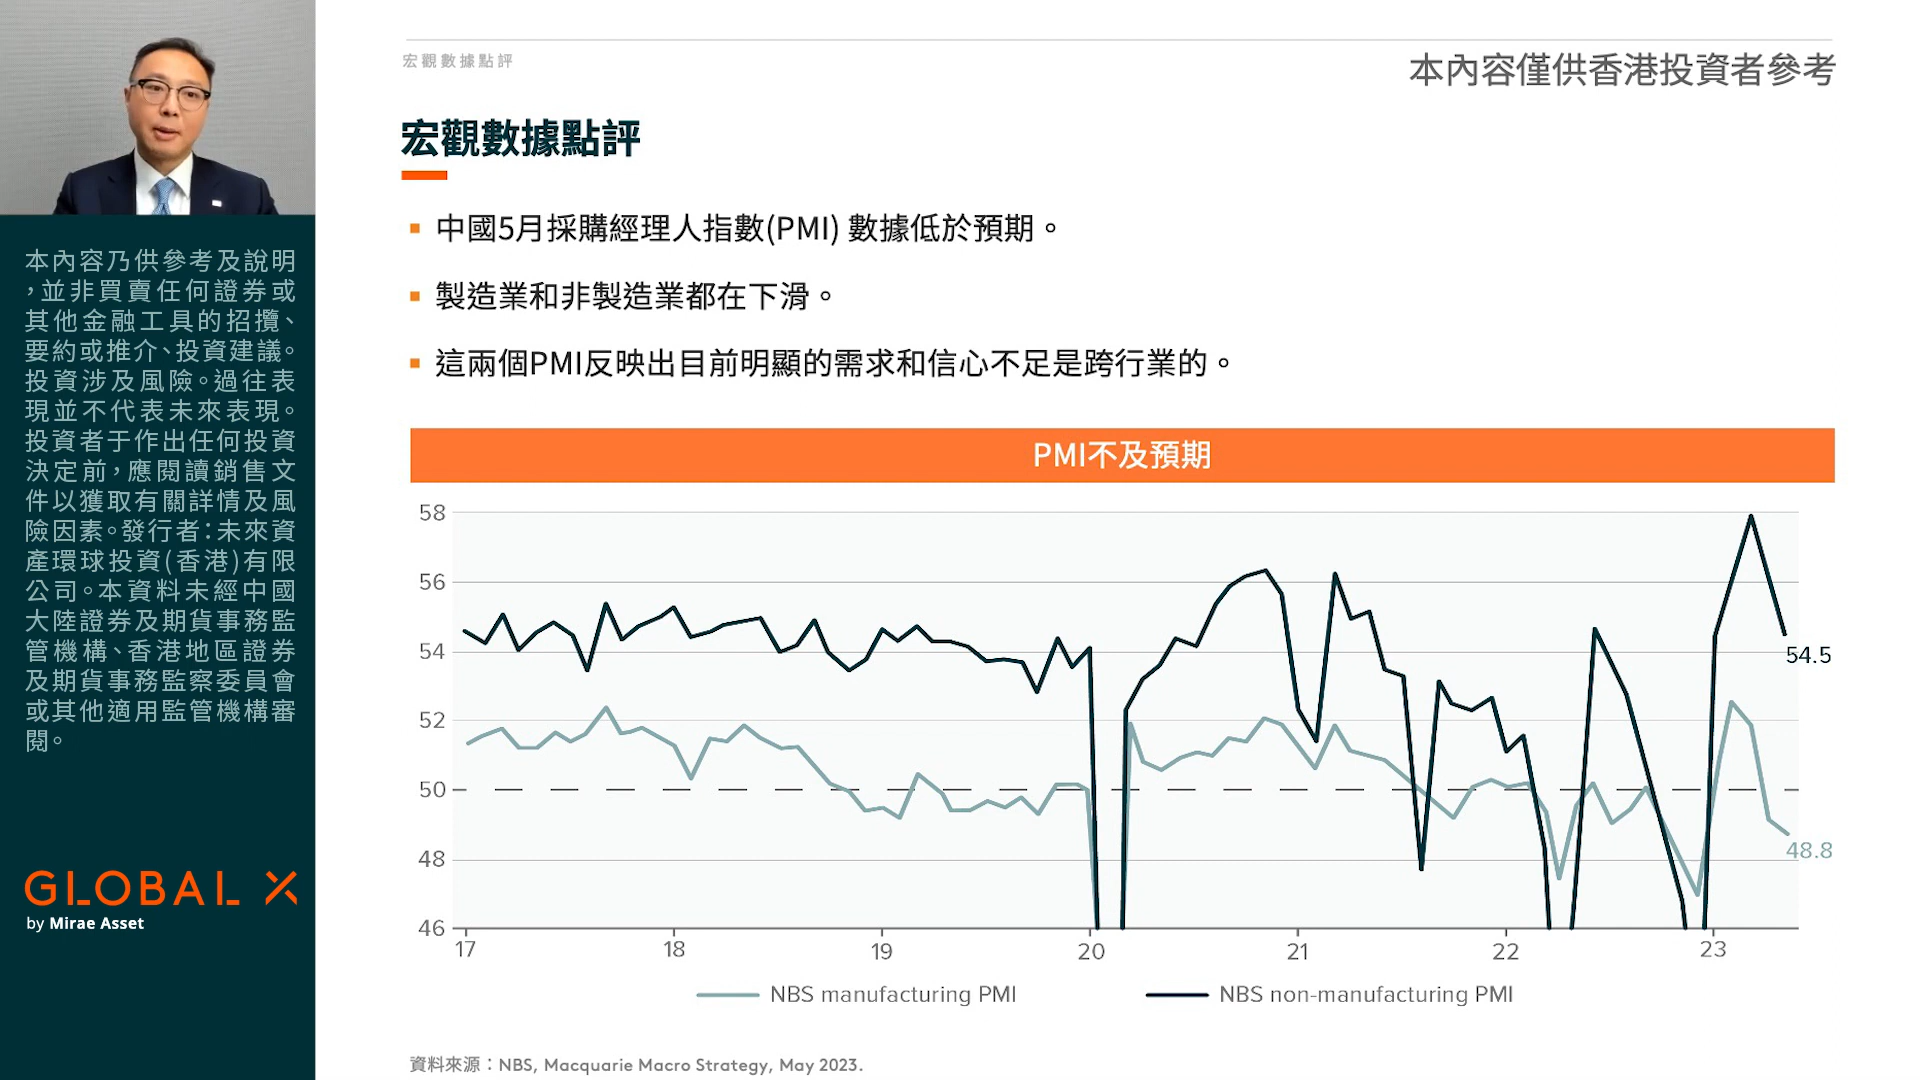 宏觀數據點評
本內容僅供香港投資者參考
宏觀數據點評
中國5月採購經理人指數(PMI) 數據低於預期。
製造業和非製造業都在下滑。
這兩個PMI反映出目前明顯的需求和信心不足是跨行業的。
本內容乃供參考及說明
，並非買賣任何證券或
其他金融工具的招攬、
要約或推介、投資建議。
投資涉及風險。過往表
現並不代表未來表現。
投資者于作出任何投資
決定前，應閱讀銷售文
件以獲取有關詳情及風
險因素。發行者：未來資
產環球投資(香港)有限
公司。本資料未經中國
大陸證券及期貨事務監
管機構、香港地區證券
及期貨事務監察委員會
或其他適用監管機構審
閱。
GLOBAL X
by Mirae Asset
PMI不及預期
58
56
54
52
50
48
46
54.5
48.8
17 18 19 20 21 22 23
NBS manufacturing PMI
NBS non-manufacturing PMI
資料來源：NBS, Macquarie Macro Strategy, May 2023.